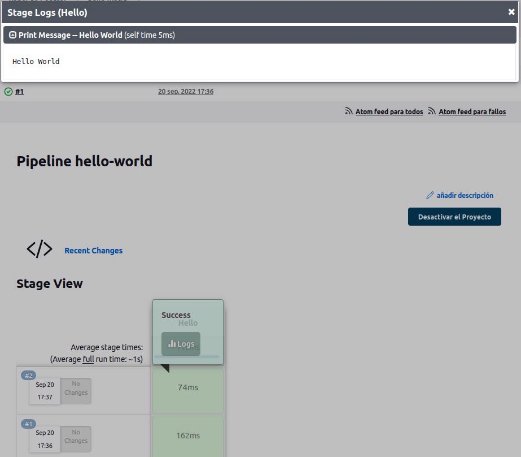 Stage Logs (Hello)
Print Message -- Hello World (self time 5ms)
Hello World
#1 20 sep. 2022 17:36
Atom feed para todos Atom feed para fallos
Pipeline hello-world
añadir descripción
Desactivar el Proyecto
Recent Changes
Stage View
Success
Hello
Logs
Average stage times:
(Average full run time: ~1s)
#2
Sep 20
17:37
No
Changes
74ms
#1
Sep 20
17:36
No
Changes
162ms